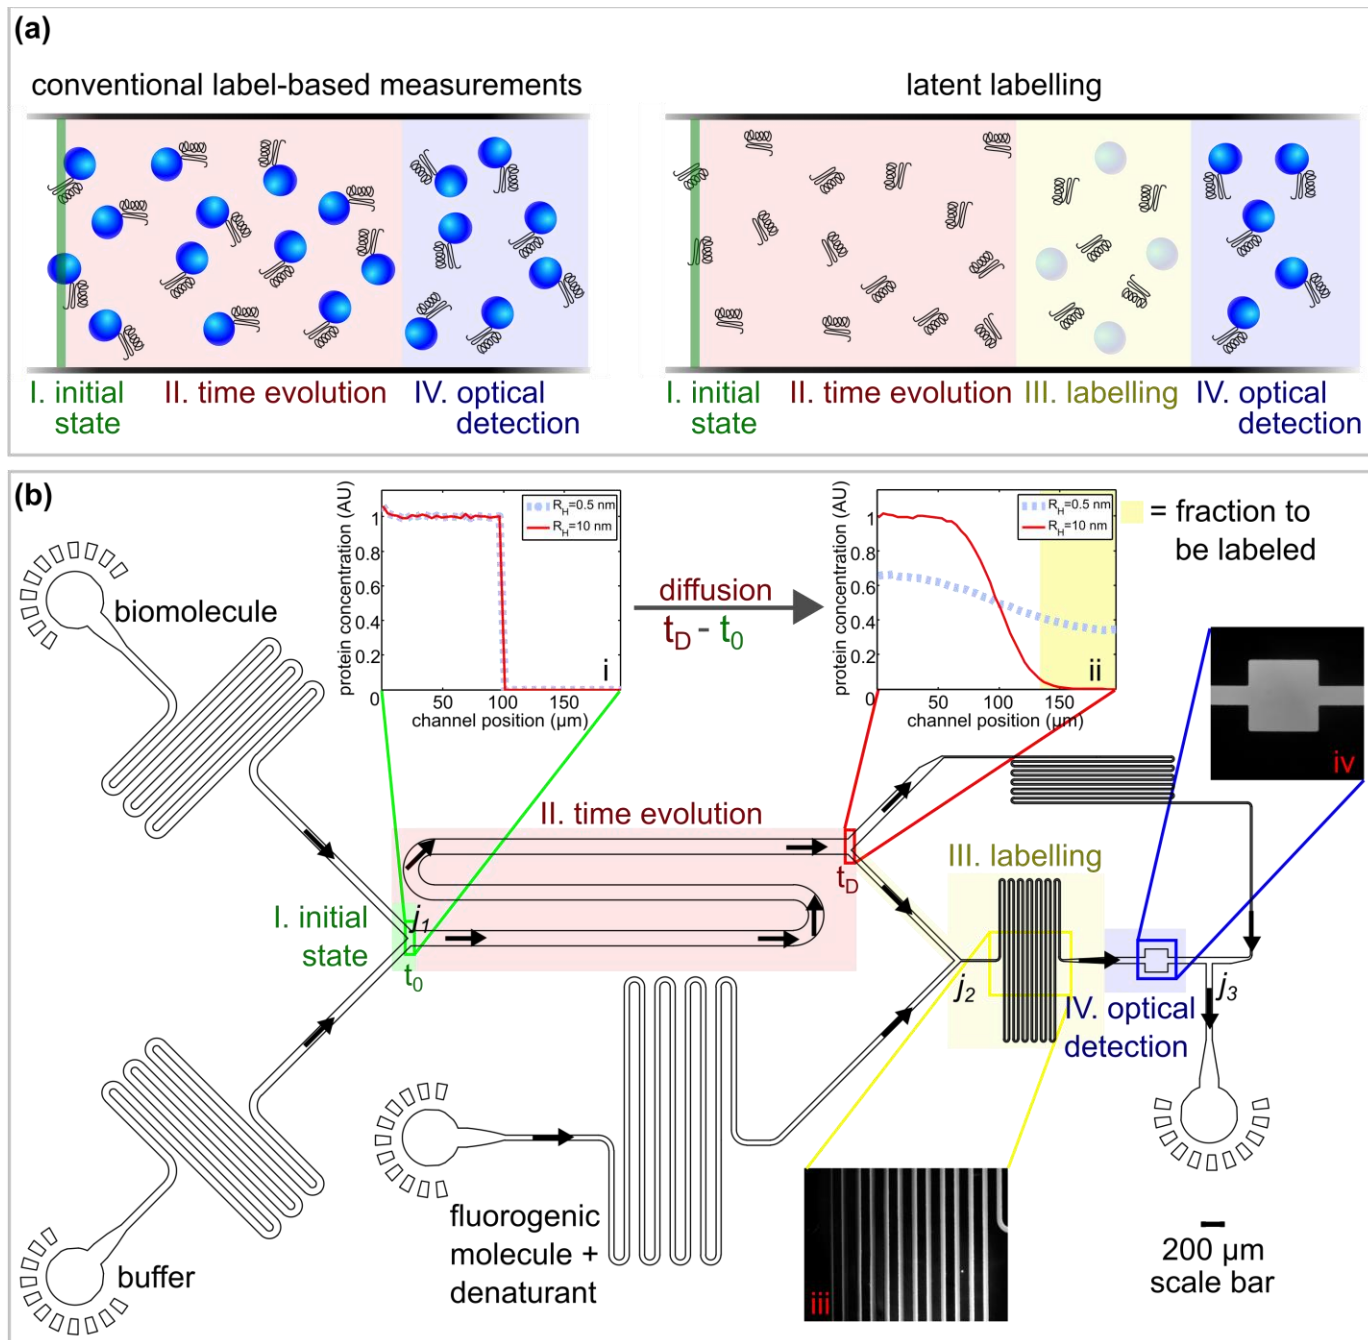 (a)
conventional label-based measurements
latent labelling
I. initial
state
II. time evolution
IV. optical
detection
I. initial
state
II. time evolution
III. labelling
IV. optical
detection
(b)
protein concentration (AU)
1
0.8
0.6
0.4
0.2
0
50
100
150
channel position (µm)
R_H=0.5 nm
R_H=10 nm
i
diffusion
t_D - t_0
protein concentration (AU)
1
0.8
0.6
0.4
0.2
0
50
100
150
channel position (µm)
R_H=0.5 nm
R_H=10 nm
ii
= fraction to
be labeled
biomolecule
iv
II. time evolution
III. labelling
t_D
I. initial
state
j_1
t_0
j_2
IV. optical
detection
j_3
buffer
fluorogenic
molecule +
denaturant
iii
200 µm
scale bar